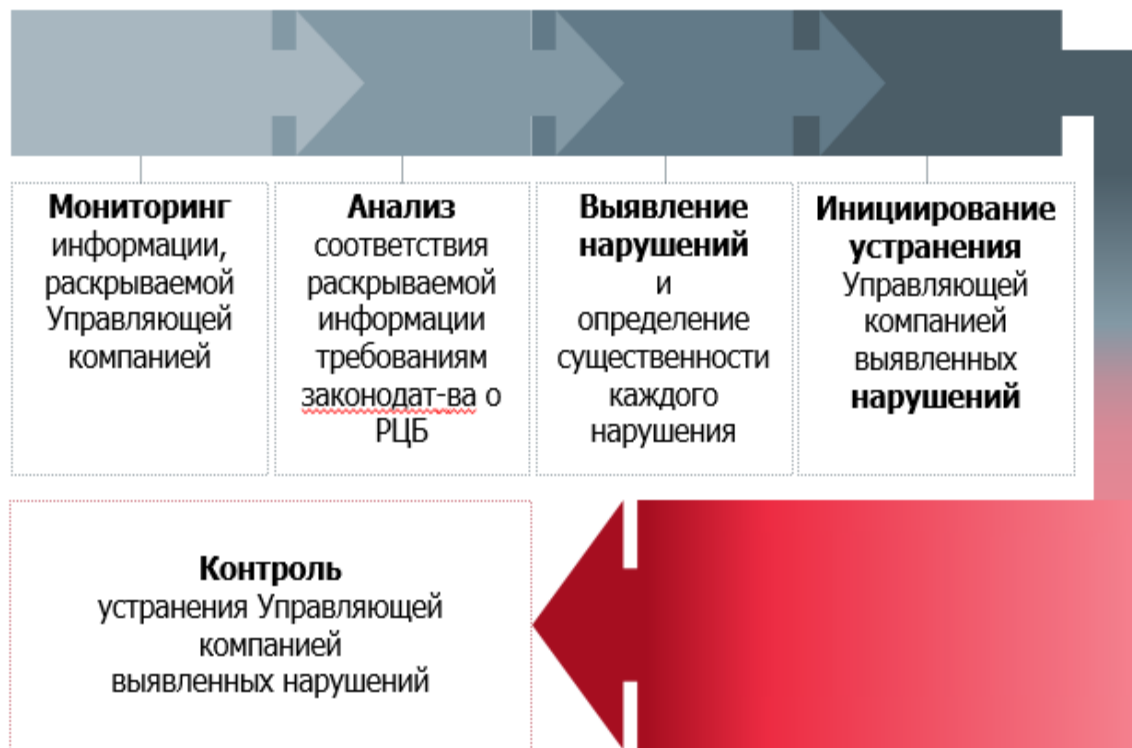 Мониторинг
информации,
раскрываемой
Управляющей
компанией
Анализ
соответствия
раскрываемой
информации
требованиям
законодат-ва о
РЦБ
Выявление
нарушений
и
определение
существенности
каждого
нарушения
Инициирование
устранения
Управляющей
компанией
выявленных
нарушений
Контроль
устранения Управляющей
компанией
выявленных нарушений